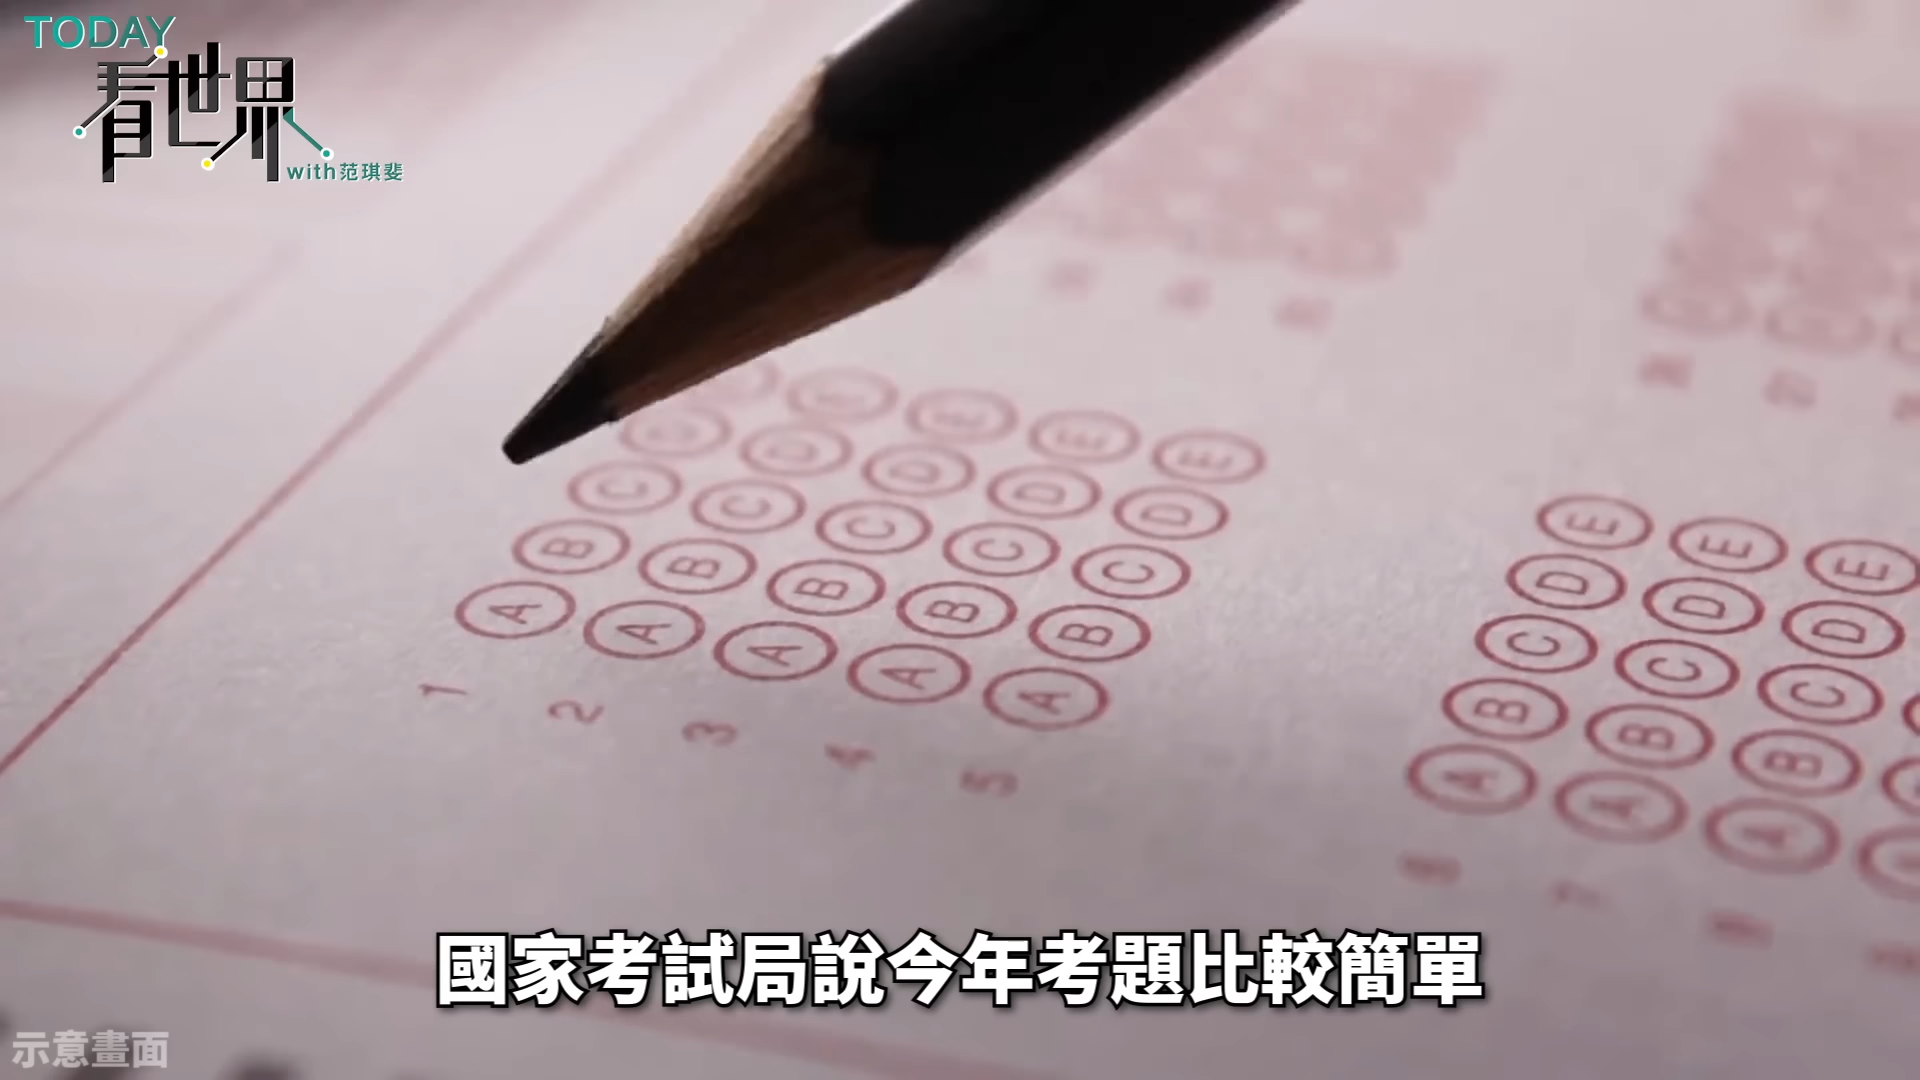 TODAY
看世界
with范琪斐
E E E E
D D D D
C C C C C
B B B B B
A A A A A
1 2 3 4 5
E E E
D D D
C C C
B B B
A A A
國家考試局說今年考題比較簡單
示意畫面